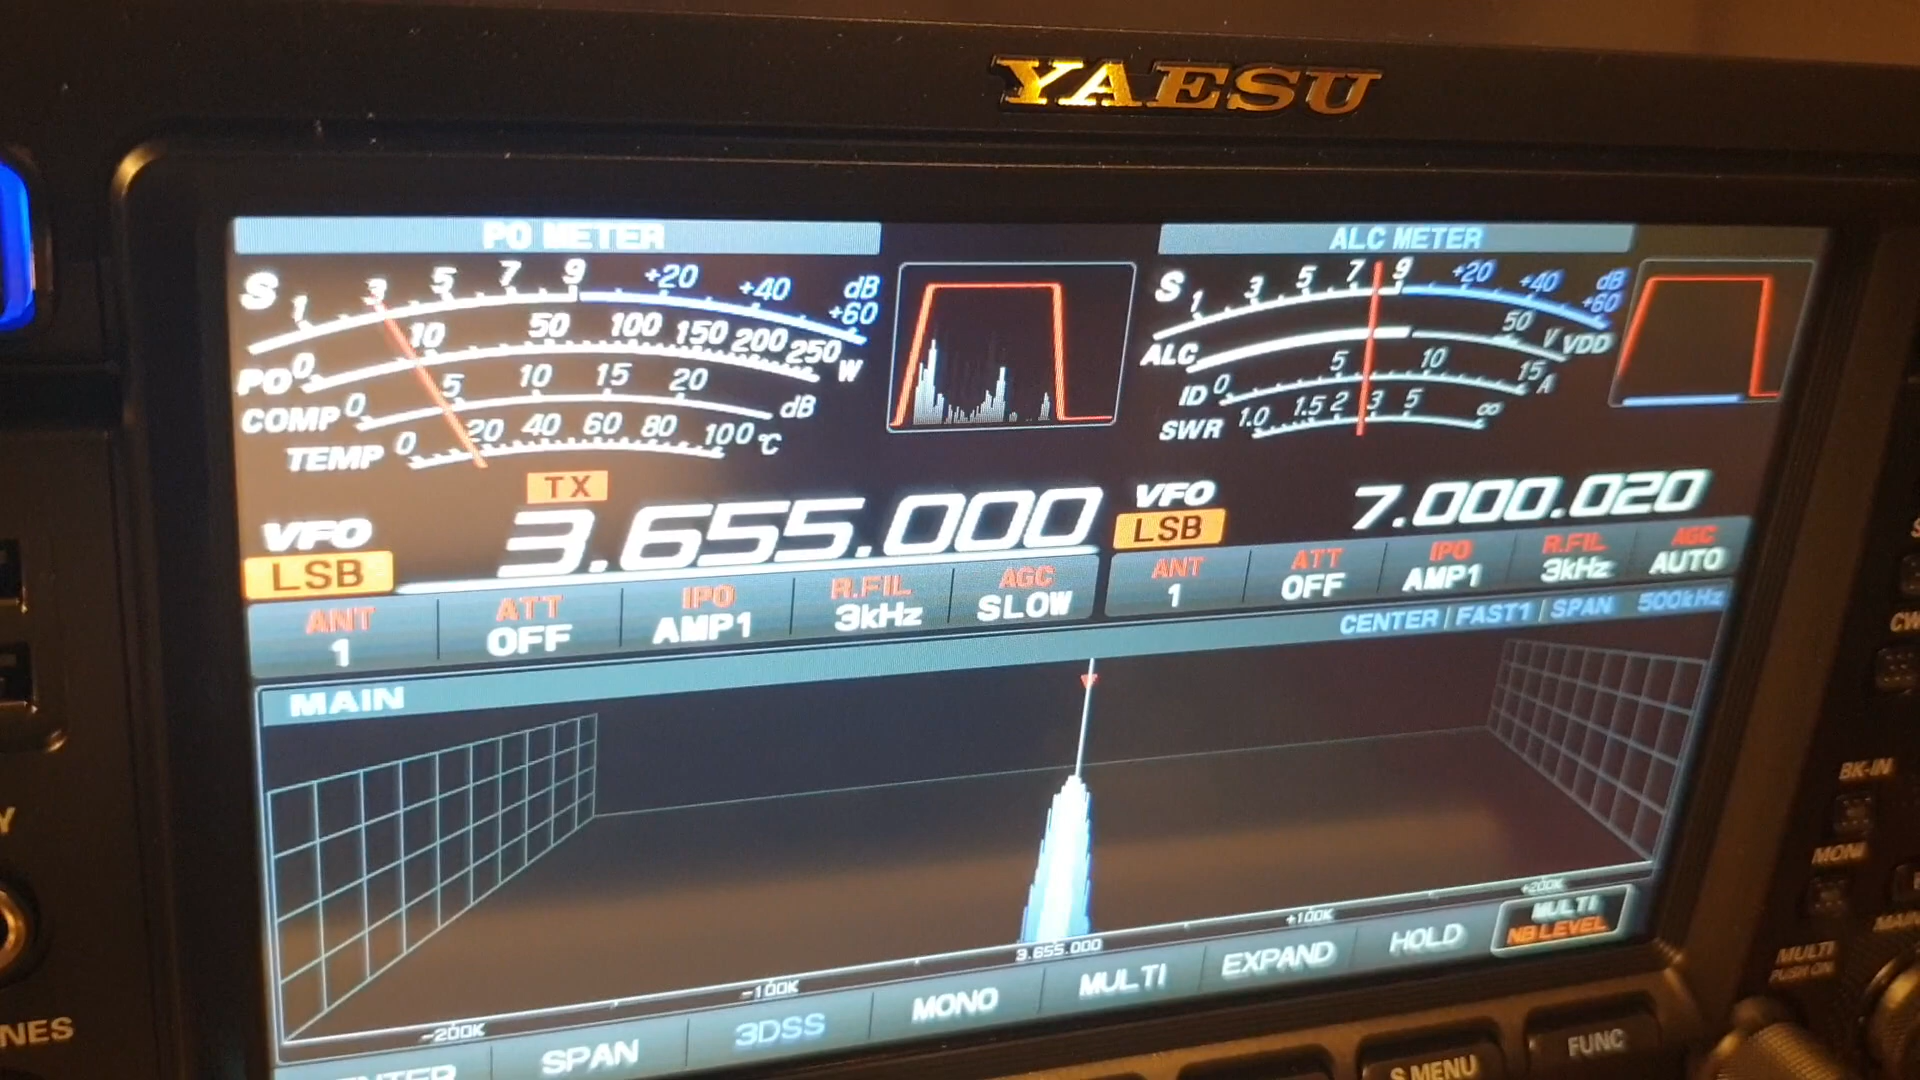 YAESU
PO METER
S 1 3 5 7 9 +20 +40 dB +60
PO 0 10 50 100 150 200 250 W
COMP 0 5 10 15 20 dB
TEMP 0 20 40 60 80 100 °C
ALC METER
S 1 3 5 7 9 +20 +40 dB +60
ALC 50 V VDD
ID 0 5 10 15 A
SWR 1.0 1.5 2 3 5 ∞
TX
VFO 3.655.000
LSB
VFO 7.000.020
LSB
ANT ATT IPO R.FIL AGC
1 OFF AMP1 3kHz SLOW
ANT ATT IPO R.FIL AGC
1 OFF AMP1 3kHz AUTO
CENTER | FAST1 | SPAN 500kHz
MAIN
-200K -100K 3.655.000 +100K +200K
SPAN 3DSS MONO MULTI EXPAND HOLD MULTI
NB LEVEL
BK-IN
MONI
MULTI
PUSH ON
S.MENU
FUNC